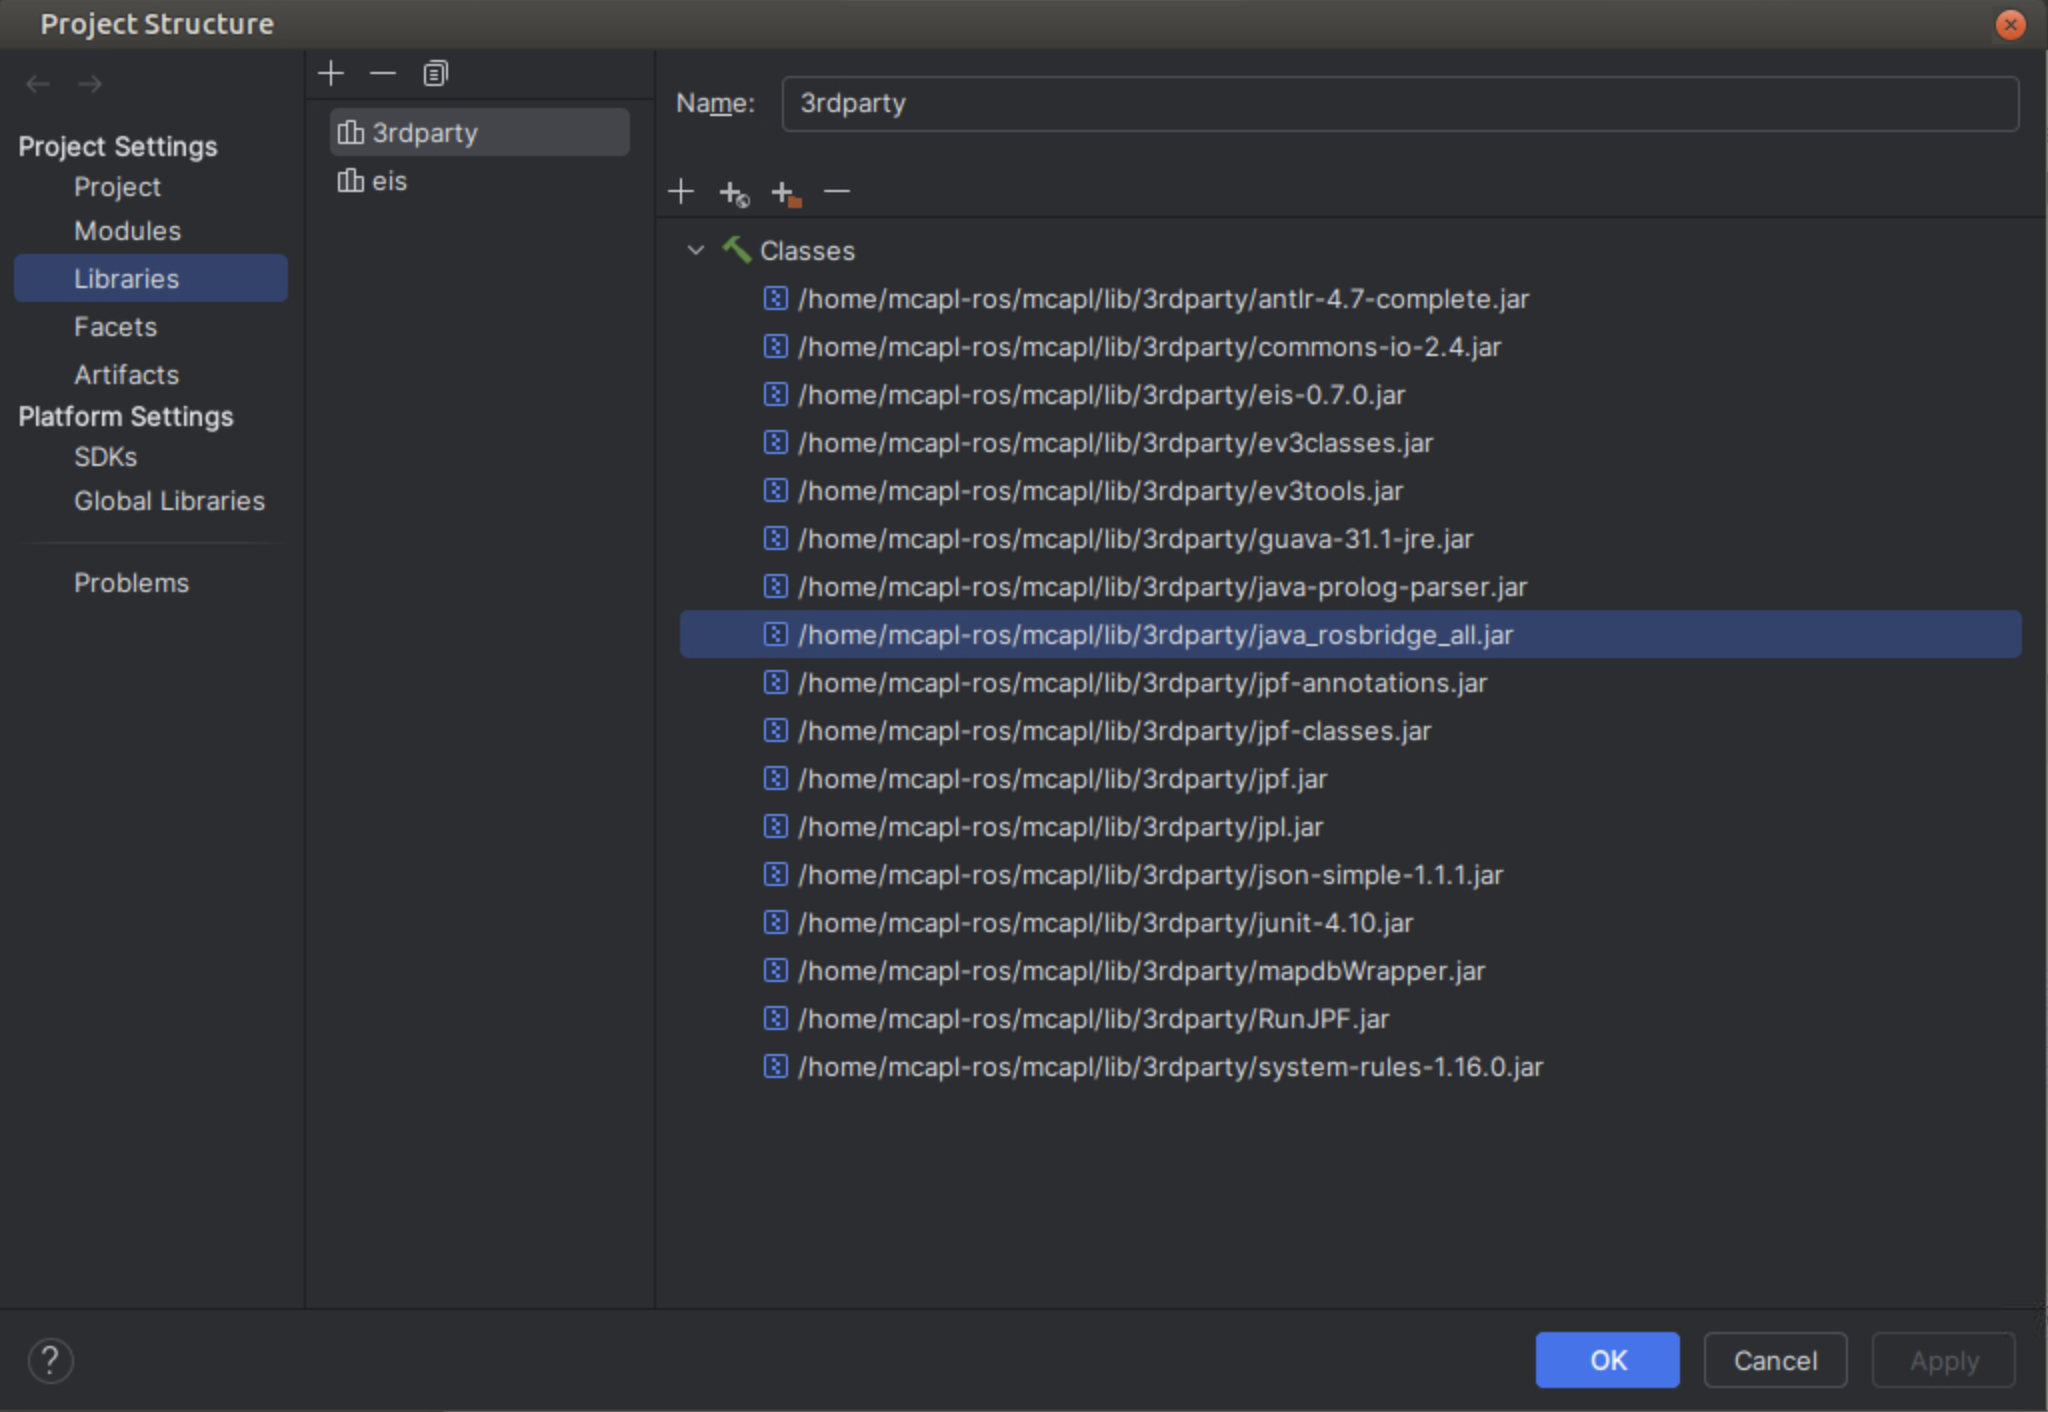 Project Structure
Project Settings
Project
Modules
Libraries
Facets
Artifacts
Platform Settings
SDKs
Global Libraries
Problems
3rdparty
eis
Name: 3rdparty
Classes
/home/mcapl-ros/mcapl/lib/3rdparty/antlr-4.7-complete.jar
/home/mcapl-ros/mcapl/lib/3rdparty/commons-io-2.4.jar
/home/mcapl-ros/mcapl/lib/3rdparty/eis-0.7.0.jar
/home/mcapl-ros/mcapl/lib/3rdparty/ev3classes.jar
/home/mcapl-ros/mcapl/lib/3rdparty/ev3tools.jar
/home/mcapl-ros/mcapl/lib/3rdparty/guava-31.1-jre.jar
/home/mcapl-ros/mcapl/lib/3rdparty/java-prolog-parser.jar
/home/mcapl-ros/mcapl/lib/3rdparty/java_rosbridge_all.jar
/home/mcapl-ros/mcapl/lib/3rdparty/jpf-annotations.jar
/home/mcapl-ros/mcapl/lib/3rdparty/jpf-classes.jar
/home/mcapl-ros/mcapl/lib/3rdparty/jpf.jar
/home/mcapl-ros/mcapl/lib/3rdparty/jpl.jar
/home/mcapl-ros/mcapl/lib/3rdparty/json-simple-1.1.1.jar
/home/mcapl-ros/mcapl/lib/3rdparty/junit-4.10.jar
/home/mcapl-ros/mcapl/lib/3rdparty/mapdbWrapper.jar
/home/mcapl-ros/mcapl/lib/3rdparty/RunJPF.jar
/home/mcapl-ros/mcapl/lib/3rdparty/system-rules-1.16.0.jar
?
OK
Cancel
Apply